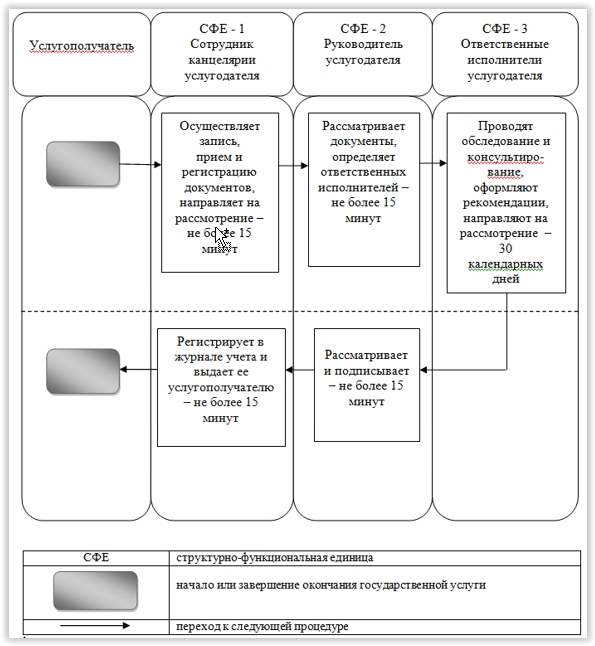 Услугополучатель
СФЕ - 1
Сотрудник
канцелярии
услугодателя
СФЕ - 2
Руководитель
услугодателя
СФЕ - 3
Ответственные
исполнители
услугодателя
Осуществляет
запись,
прием и
регистрацию
документов,
направляет на
рассмотрение –
не более 15
минут
Рассматривает
документы,
определяет
ответственных
исполнителей –
не более 15
минут
Проводят
обследование и
консультиро-
вание,
оформляют
рекомендации,
направляют на
рассмотрение –
30
календарных
дней
Регистрирует в
журнале учета и
выдает ее
услугополучателю
– не более 15
минут
Рассматривает
и подписывает
– не более 15
минут
СФЕ
структурно-функциональная единица
начало или завершение окончания государственной услуги
переход к следующей процедуре